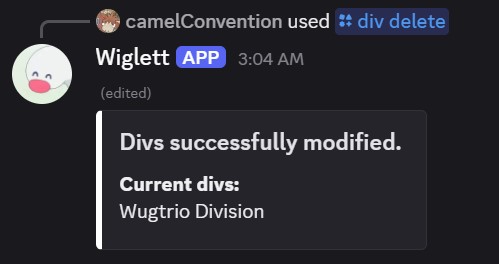 camelConvention used div delete
Wiglett APP 3:04 AM
(edited)
Divs successfully modified.
Current divs:
Wugtrio Division